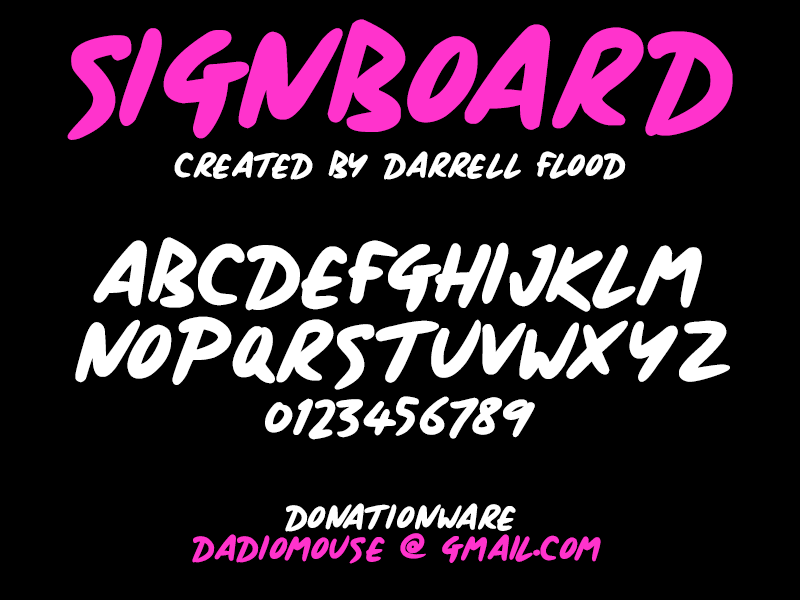 SIGNBOARD
CREATED BY DARRELL FLOOD
ABCDEFGHIJKLM
NOPQRSTUVWXYZ
0123456789
DONATIONWARE
DADIOMOUSE @ GMAIL.COM